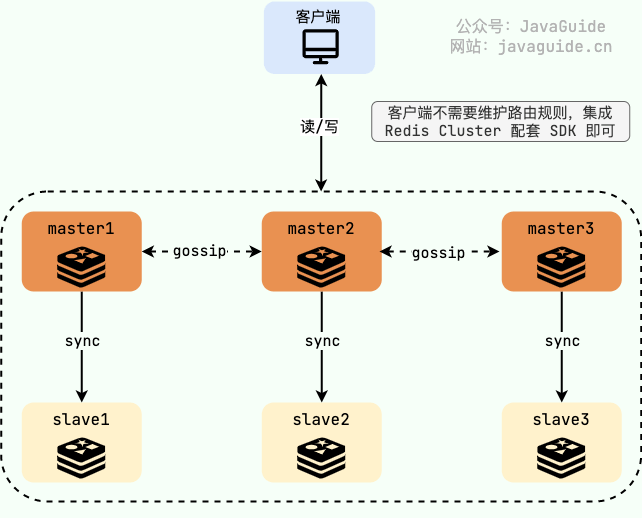 客户端
公众号：JavaGuide
网站：javaguide.cn
读/写
客户端不需要维护路由规则，集成
Redis Cluster 配套 SDK 即可
master1
gossip
master2
gossip
master3
sync
sync
sync
slave1
slave2
slave3